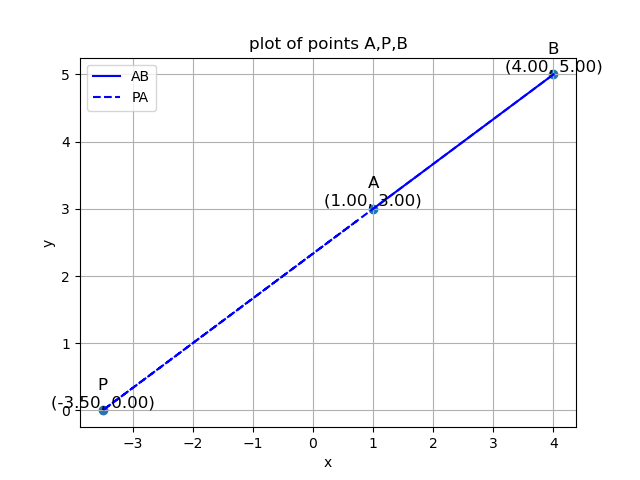 plot of points A,P,B
AB
PA
B
(4.00, 5.00)
A
(1.00, 3.00)
P
(-3.50, 0.00)
5
4
3
2
1
0
y
−3 −2 −1 0 1 2 3 4
x